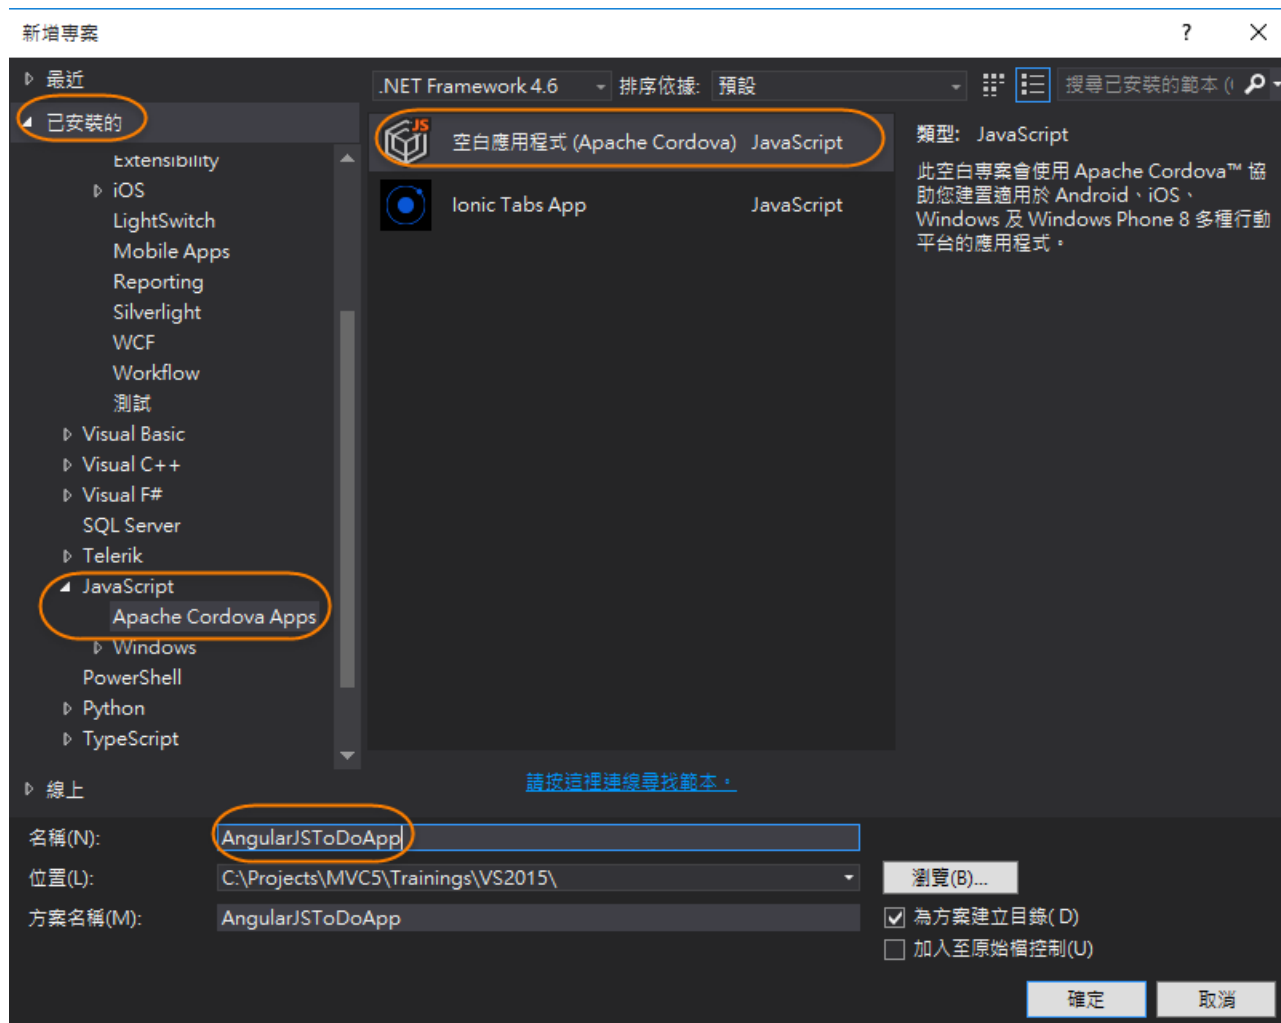 新增專案
?
最近
.NET Framework 4.6
排序依據:
預設
搜尋已安裝的範本 (
已安裝的
Extensibility
iOS
LightSwitch
Mobile Apps
Reporting
Silverlight
WCF
Workflow
測試
Visual Basic
Visual C++
Visual F#
SQL Server
Telerik
JavaScript
Apache Cordova Apps
Windows
PowerShell
Python
TypeScript
線上
JS
空白應用程式 (Apache Cordova) JavaScript
Ionic Tabs App JavaScript
請按這裡連線尋找範本。
類型: JavaScript
此空白專案會使用 Apache Cordova™ 協
助您建置適用於 Android、iOS、
Windows 及 Windows Phone 8 多種行動
平台的應用程式。
名稱(N): AngularJSToDoApp
位置(L): C:\Projects\MVC5\Trainings\VS2015\
瀏覽(B)...
方案名稱(M): AngularJSToDoApp
為方案建立目錄( D)
加入至原始檔控制(U)
確定
取消